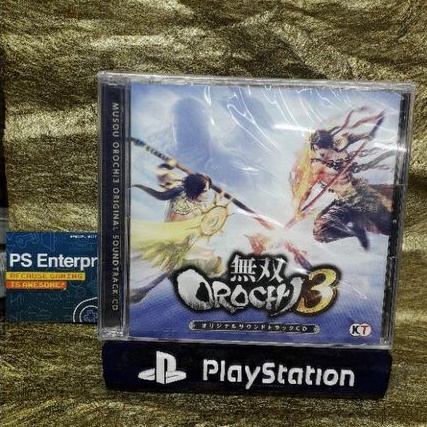 MUSOU OROCHI3 ORIGINAL SOUNDTRACK CD
無双
OROCHI3
オリジナルサウンドトラックCD
KT
PS Enterpr
BECAUSE GAMING
IS AWESOME!
PlayStation